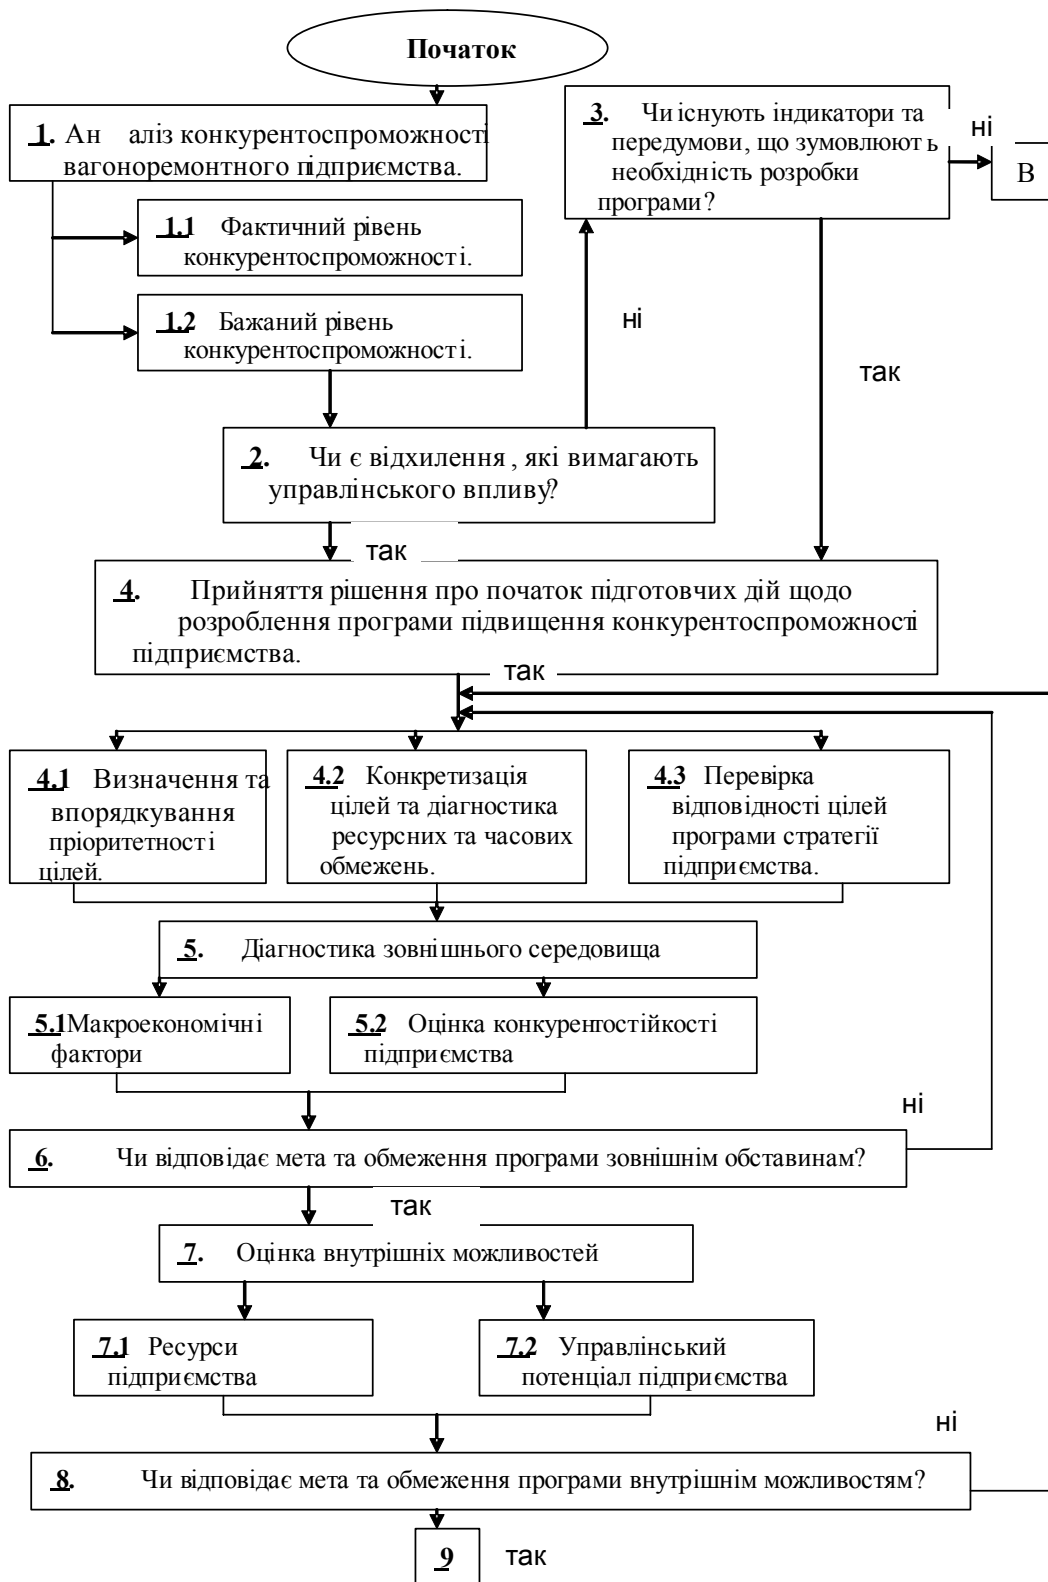 Початок
1. Ан аліз конкурентоспроможності
вагоноремонтного підприємства.
1.1 Фактичний рівень
конкурентоспроможності.
1.2 Бажаний рівень
конкурентоспроможності.
2. Чи є відхилення , які вимагають
управлінського впливу?
3. Чи існують індикатори та
передумови, що зумовлюють
необхідність розробки
програми?
ні
В
ні
так
так
4. Прийняття рішення про початок підготовчих дій щодо
розроблення програми підвищення конкурентоспроможності
підприємства.
так
4.1 Визначення та
впорядкування
пріоритетності
цілей.
4.2 Конкретизація
цілей та діагностика
ресурсних та часових
обмежень.
4.3 Перевірка
відповідності цілей
програми стратегії
підприємства.
5. Діагностика зовнішнього середовища
5.1 Макроекономічні
фактори
5.2 Оцінка конкурентостійкості
підприємства
ні
6. Чи відповідає мета та обмеження програми зовнішнім обставинам?
так
7. Оцінка внутрішніх можливостей
7.1 Ресурси
підприємства
7.2 Управлінський
потенціал підприємства
ні
8. Чи відповідає мета та обмеження програми внутрішнім можливостям?
9
так